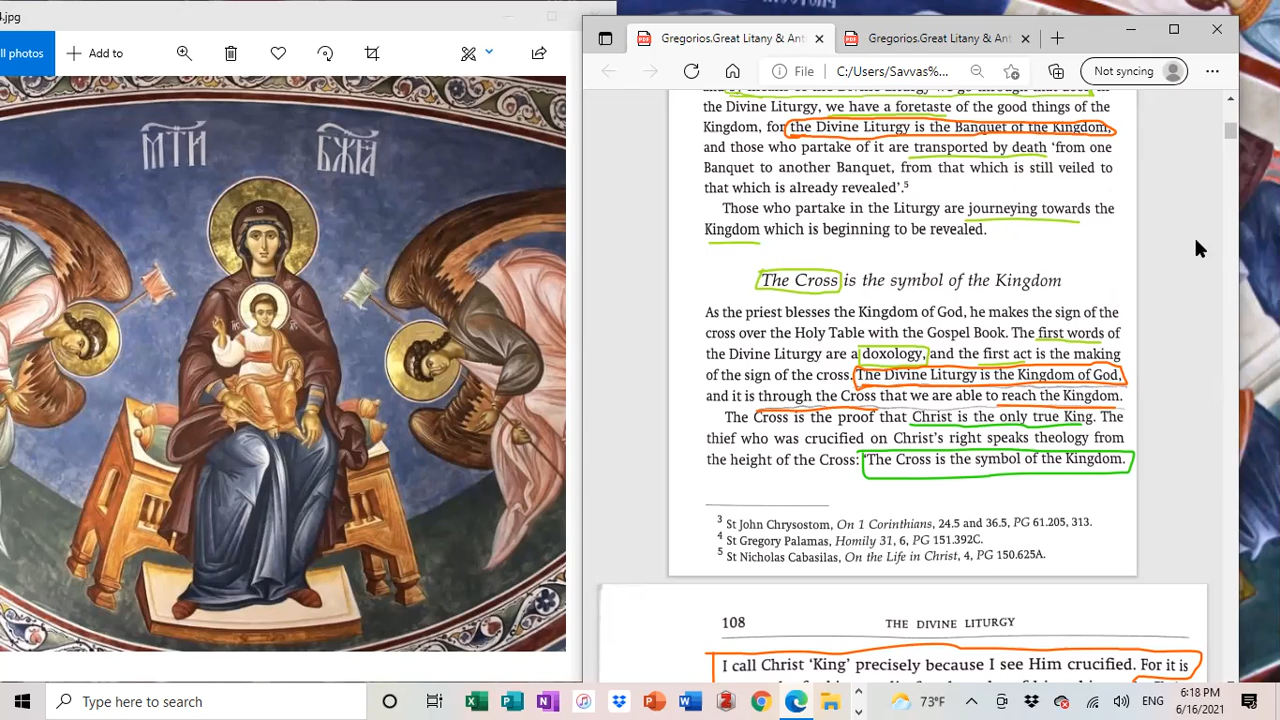 4.jpg
ll photos
Add to
МТИ
БЖІА
Gregorios.Great Litany & Ant
Gregorios.Great Litany & Ant
File
C:/Users/Savvas%...
Not syncing
the Divine Liturgy, we have a foretaste of the good things of the
Kingdom, for the Divine Liturgy is the Banquet of the Kingdom,
and those who partake of it are transported by death ‘from one
Banquet to another Banquet, from that which is still veiled to
that which is already revealed’.5
Those who partake in the Liturgy are journeying towards the
Kingdom which is beginning to be revealed.
The Cross is the symbol of the Kingdom
As the priest blesses the Kingdom of God, he makes the sign of the
cross over the Holy Table with the Gospel Book. The first words of
the Divine Liturgy are a doxology, and the first act is the making
of the sign of the cross. The Divine Liturgy is the Kingdom of God,
and it is through the Cross that we are able to reach the Kingdom.
The Cross is the proof that Christ is the only true King. The
thief who was crucified on Christ’s right speaks theology from
the height of the Cross: ‘The Cross is the symbol of the Kingdom.
3 St John Chrysostom, On 1 Corinthians, 24.5 and 36.5, PG 61.205, 313.
4 St Gregory Palamas, Homily 31, 6, PG 151.392C.
5 St Nicholas Cabasilas, On the Life in Christ, 4, PG 150.625A.
108 THE DIVINE LITURGY
I call Christ ‘King’ precisely because I see Him crucified. For it is
Type here to search
73°F
ENG
6:18 PM
6/16/2021